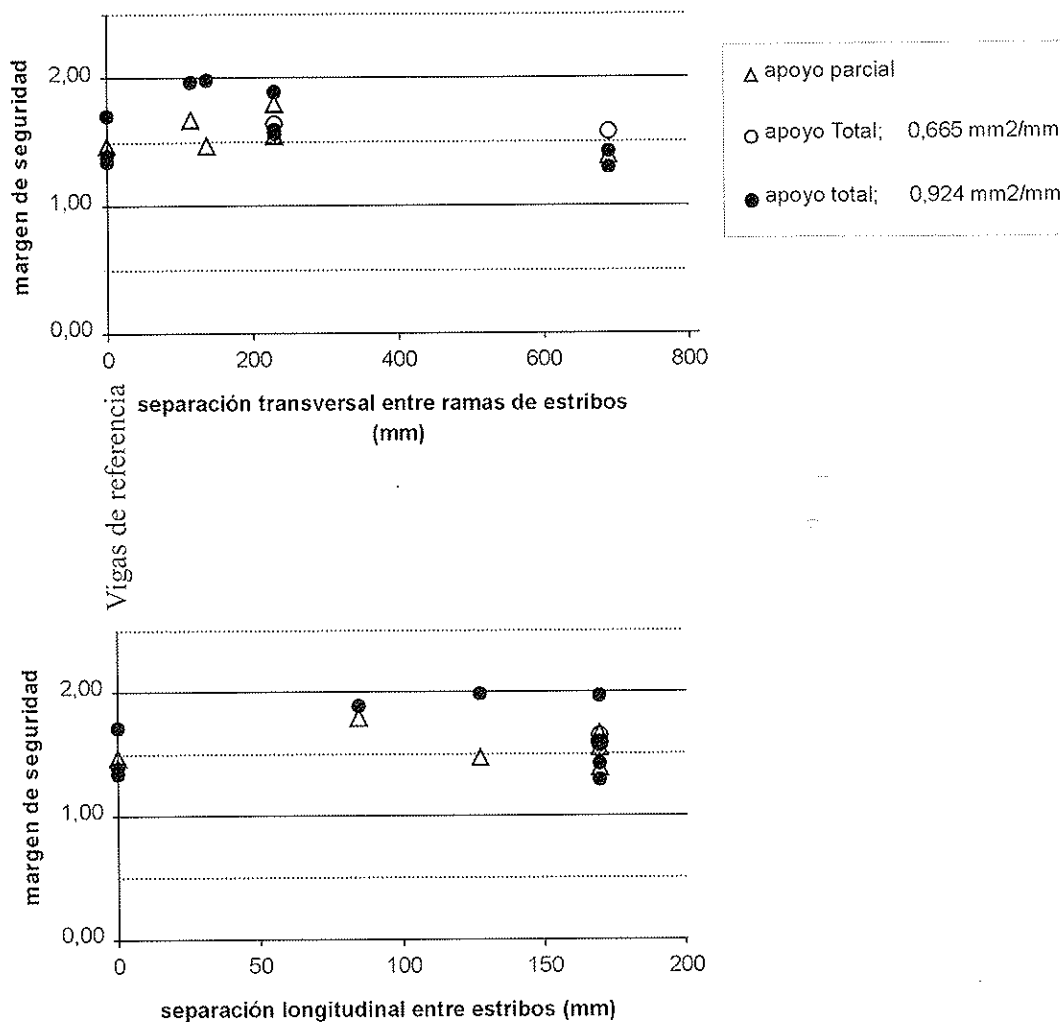 margen de seguridad
2,00
1,00
0,00
0 200 400 600 800
separación transversal entre ramas de estribos
(mm)
apoyo parcial
apoyo Total; 0,665 mm2/mm
apoyo total; 0,924 mm2/mm
Vigas de referencia
margen de seguridad
2,00
1,00
0,00
0 50 100 150 200
separación longitudinal entre estribos (mm)